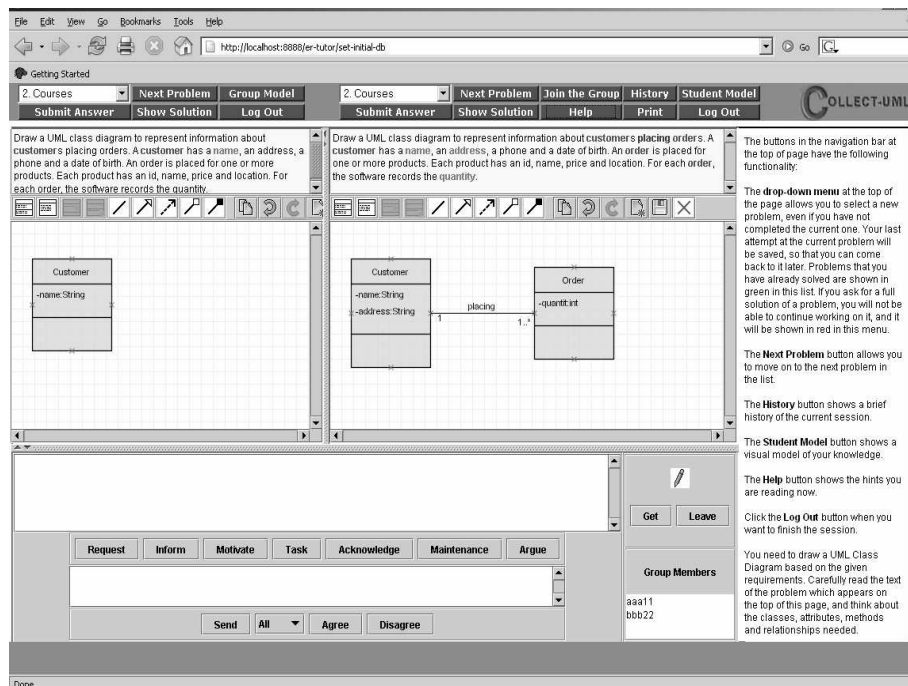 File Edit View Go Bookmarks Tools Help
http://localhost:8888/er-tutor/set-initial-db
Go
G
Getting Started
2. Courses Next Problem Group Model
Submit Answer Show Solution Log Out
2. Courses Next Problem Join the Group History Student Model
Submit Answer Show Solution Help Print Log Out
COLLECT-UML
Draw a UML class diagram to represent information about
customers placing orders. A customer has a name, an address, a
phone and a date of birth. An order is placed for one or more
products. Each product has an id, name, price and location. For
each order, the software records the quantity.
Draw a UML class diagram to represent information about customers placing orders. A
customer has a name, an address, a phone and a date of birth. An order is placed for
one or more products. Each product has an id, name, price and location. For each order,
the software records the quantity.
Customer
-name:String
Customer
-name:String
-address:String
placing
1
1..*
Order
-quantit:int
Request Inform Motivate Task Acknowledge Maintenance Argue
Send All Agree Disagree
Get Leave
Group Members
aaa11
bbb22
The buttons in the navigation bar at
the top of page have the following
functionality:
The drop-down menu at the top of
the page allows you to select a new
problem, even if you have not
completed the current one. Your last
attempt at the current problem will
be saved, so that you can come
back to it later. Problems that you
have already solved are shown in
green in this list. If you ask for a full
solution of a problem, you will not be
able to continue working on it, and it
will be shown in red in this menu.
The Next Problem button allows you
to move on to the next problem in
the list.
The History button shows a brief
history of the current session.
The Student Model button shows a
visual model of your knowledge.
The Help button shows the hints you
are reading now.
Click the Log Out button when you
want to finish the session.
You need to draw a UML Class
Diagram based on the given
requirements. Carefully read the text
of the problem which appears on
the top of this page, and think about
the classes, attributes, methods
and relationships needed.
Done